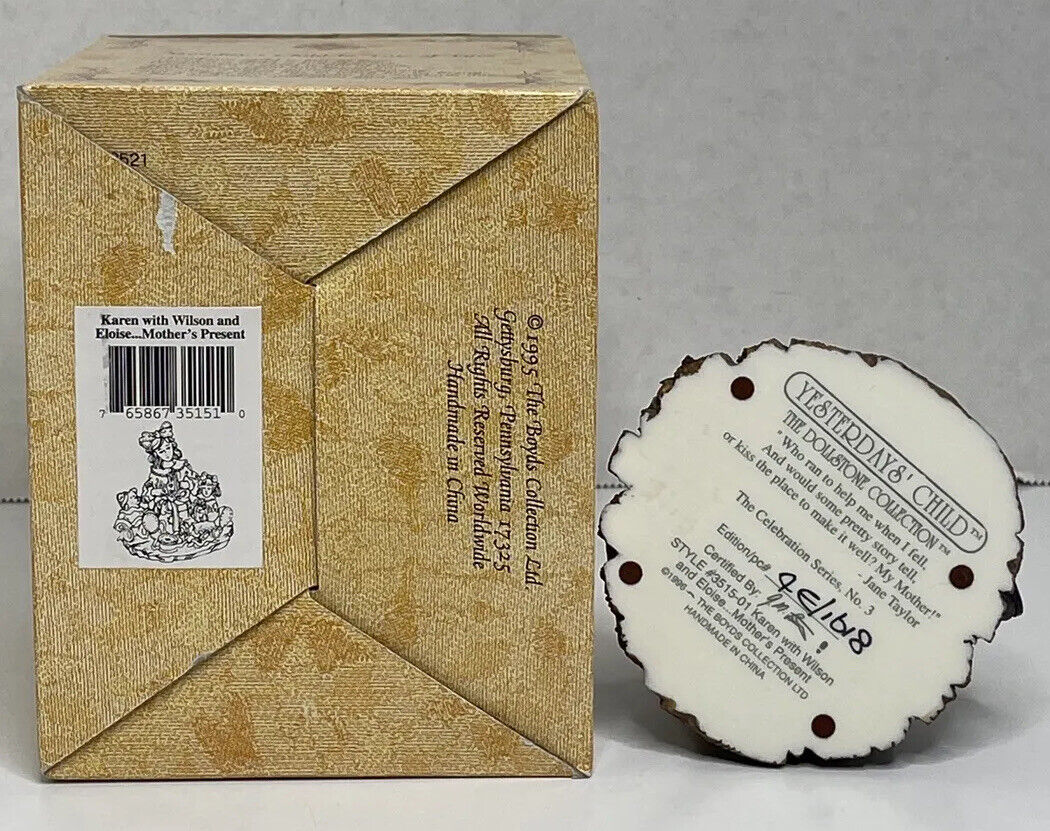 3521
Karen with Wilson and
Eloise...Mother's Present
7 65867 35151 0
© 1995 The Boyds Collection Ltd.
Gettysburg, Pennsylvania 17325
All Rights Reserved Worldwide
Handmade in China
YESTERDAYS' CHILD™
THE DOLLSTONE COLLECTION™
"Who ran to help me when I fell,
And would some pretty story tell,
or kiss the place to make it well? My Mother!"
- Jane Taylor
The Celebration Series, No. 3
Edition/pc# 4E/1618
Certified By
STYLE #3515-01 Karen with Wilson
and Eloise...Mother's Present
©1996 THE BOYDS COLLECTION LTD
HANDMADE IN CHINA